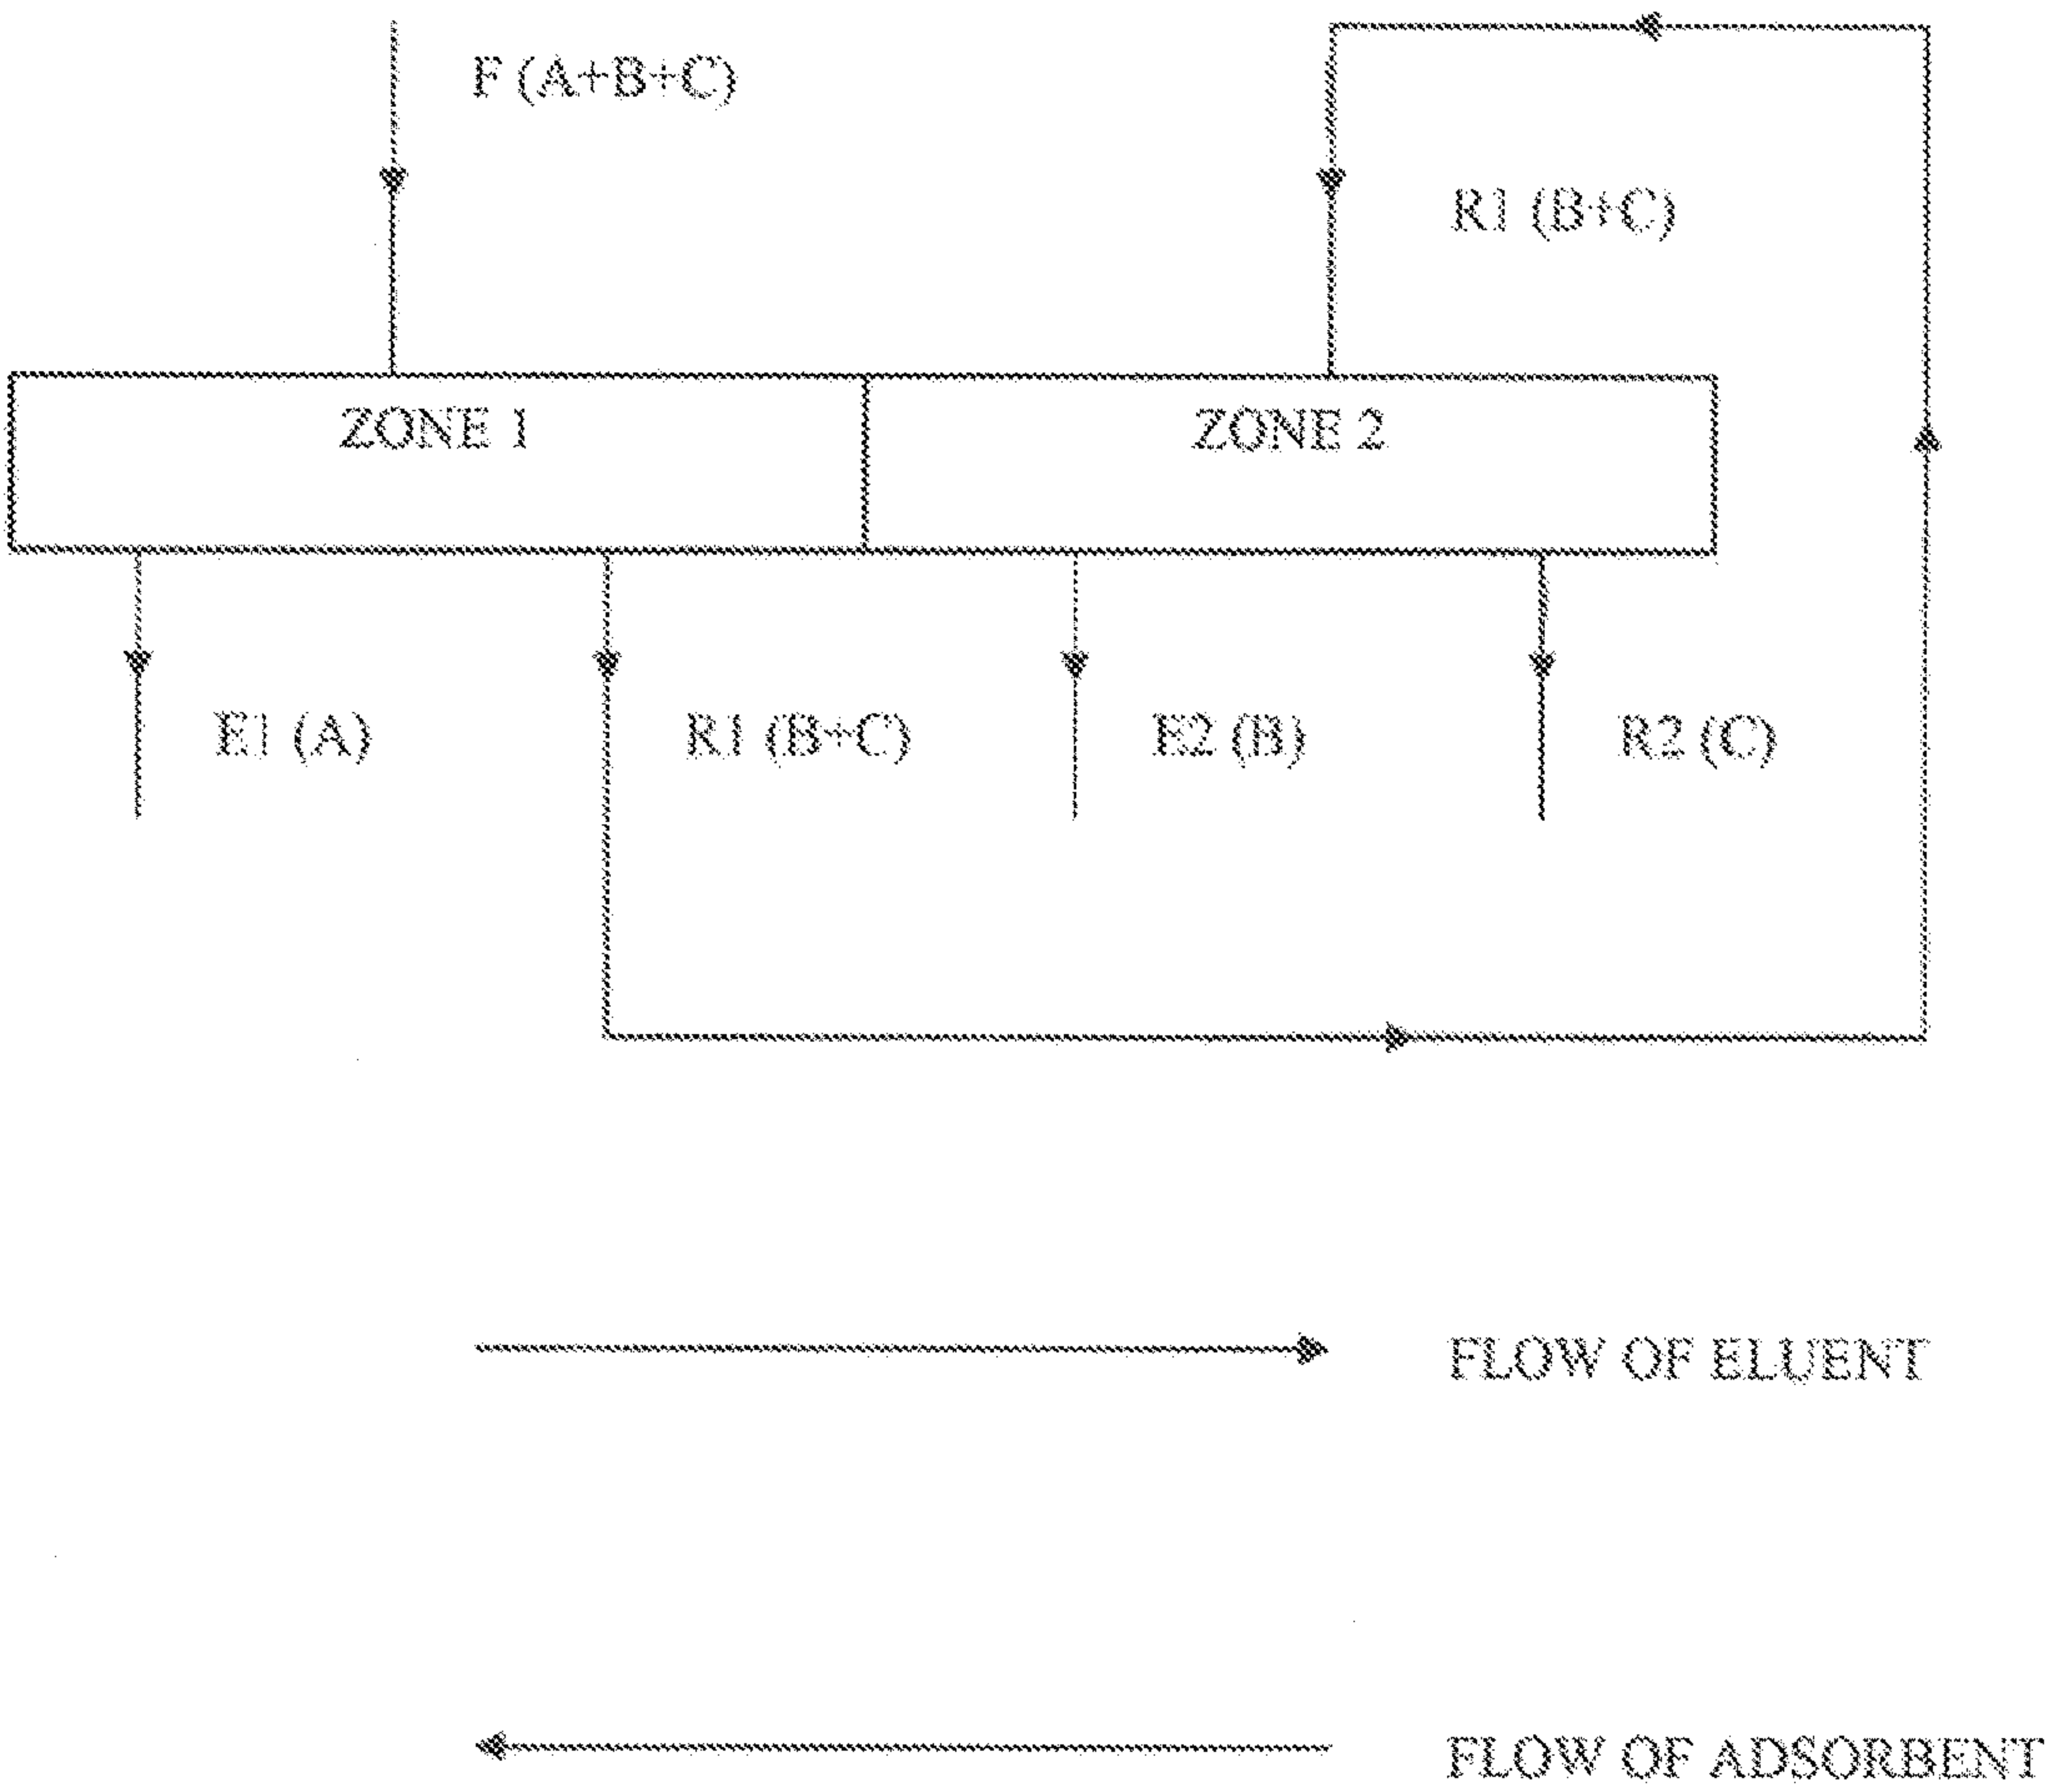 F (A+B+C)
R1 (B+C)
ZONE 1
ZONE 2
E1 (A)
R1 (B+C)
E2 (B)
R2 (C)
FLOW OF ELUENT
FLOW OF ADSORBENT